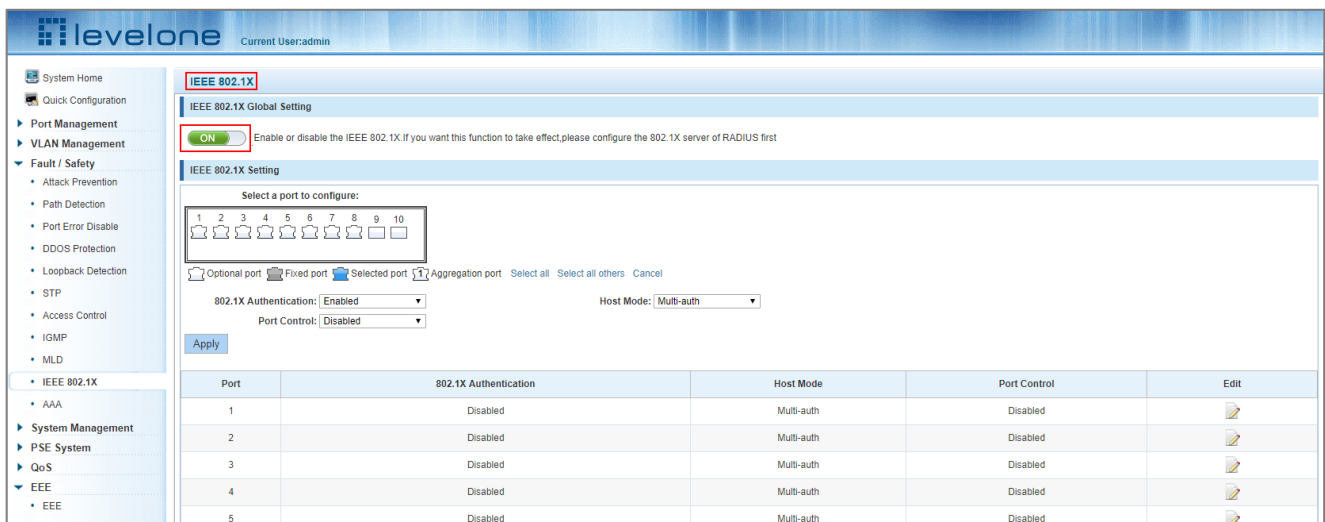 levelone Current User:admin
System Home
Quick Configuration
Port Management
VLAN Management
Fault / Safety
Attack Prevention
Path Detection
Port Error Disable
DDOS Protection
Loopback Detection
STP
Access Control
IGMP
MLD
IEEE 802.1X
AAA
System Management
PSE System
QoS
EEE
EEE
IEEE 802.1X
IEEE 802.1X Global Setting
ON Enable or disable the IEEE 802.1X.If you want this function to take effect,please configure the 802.1X server of RADIUS first
IEEE 802.1X Setting
Select a port to configure:
1 2 3 4 5 6 7 8 9 10
Optional port Fixed port Selected port 1 Aggregation port Select all Select all others Cancel
802.1X Authentication: Enabled Host Mode: Multi-auth
Port Control: Disabled
Apply
Port 802.1X Authentication Host Mode Port Control Edit
1 Disabled Multi-auth Disabled
2 Disabled Multi-auth Disabled
3 Disabled Multi-auth Disabled
4 Disabled Multi-auth Disabled
5 Disabled Multi-auth Disabled